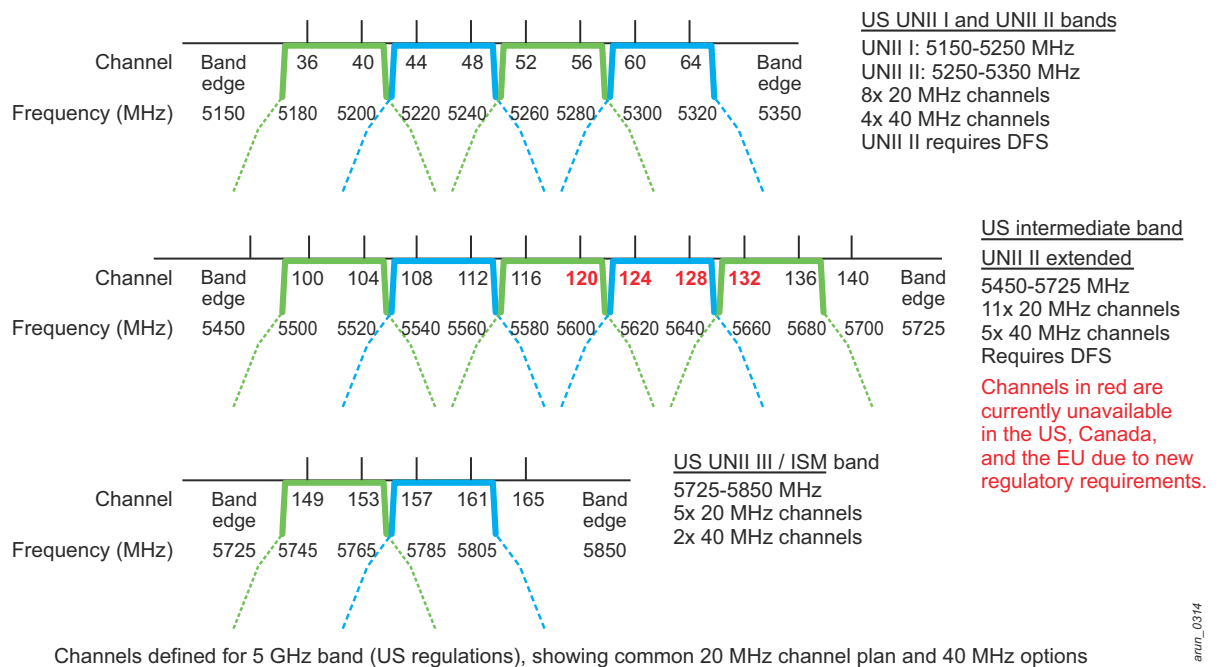 US UNII I and UNII II bands
UNII I: 5150-5250 MHz
UNII II: 5250-5350 MHz
8x 20 MHz channels
4x 40 MHz channels
UNII II requires DFS
Channel Band edge 36 40 44 48 52 56 60 64 Band edge
Frequency (MHz) 5150 5180 5200 5220 5240 5260 5280 5300 5320 5350
US intermediate band
UNII II extended
5450-5725 MHz
11x 20 MHz channels
5x 40 MHz channels
Requires DFS
Channels in red are
currently unavailable
in the US, Canada,
and the EU due to new
regulatory requirements.
Channel Band edge 100 104 108 112 116 120 124 128 132 136 140 Band edge
Frequency (MHz) 5450 5500 5520 5540 5560 5580 5600 5620 5640 5660 5680 5700 5725
US UNII III / ISM band
5725-5850 MHz
5x 20 MHz channels
2x 40 MHz channels
Channel Band edge 149 153 157 161 165 Band edge
Frequency (MHz) 5725 5745 5765 5785 5805 5850
Channels defined for 5 GHz band (US regulations), showing common 20 MHz channel plan and 40 MHz options
arun_0314